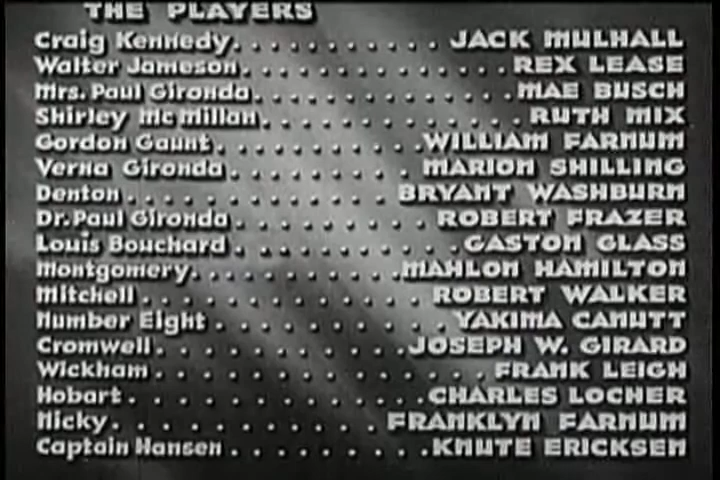 THE PLAYERS
Craig Kennedy. . . . . . . . . . JACK MULHALL
Walter Jameson. . . . . . . . . . . . . REX LEASE
Mrs. Paul Gironda. . . . . . . . . . . . MAE BUSCH
Shirley McMillan. . . . . . . . . . . . RUTH MIX
Gordon Gaunt. . . . . . . . . . WILLIAM FARNUM
Verna Gironda . . . . . . . . . MARION SHILLING
Denton. . . . . . . . . . . . . BRYANT WASHBURN
Dr. Paul Gironda . . . . . . . . . ROBERT FRAZER
Louis Bouchard . . . . . . . . . . GASTON GLASS
Montgomery. . . . . . . . . . MAHLON HAMILTON
Mitchell . . . . . . . . . . . . . ROBERT WALKER
Number Eight . . . . . . . . . . . YAKIMA CANUTT
Cromwell. . . . . . . . . . . JOSEPH W. GIRARD
Wickham. . . . . . . . . . . . . . . FRANK LEIGH
Hobart . . . . . . . . . . . . . CHARLES LOCHER
Nicky. . . . . . . . . . . . FRANKLYN FARNUM
Captain Hansen . . . . . . . . . KNUTE ERICKSEN